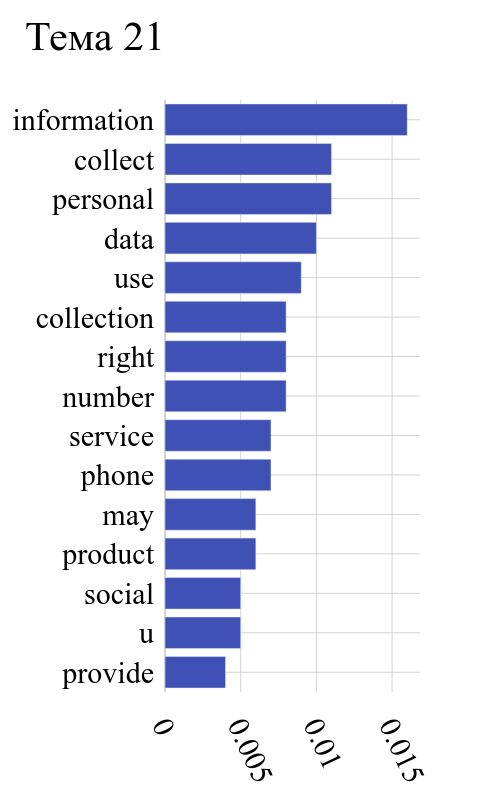 Тема 21
information
collect
personal
data
use
collection
right
number
service
phone
may
product
social
u
provide
0
0.005
0.01
0.015